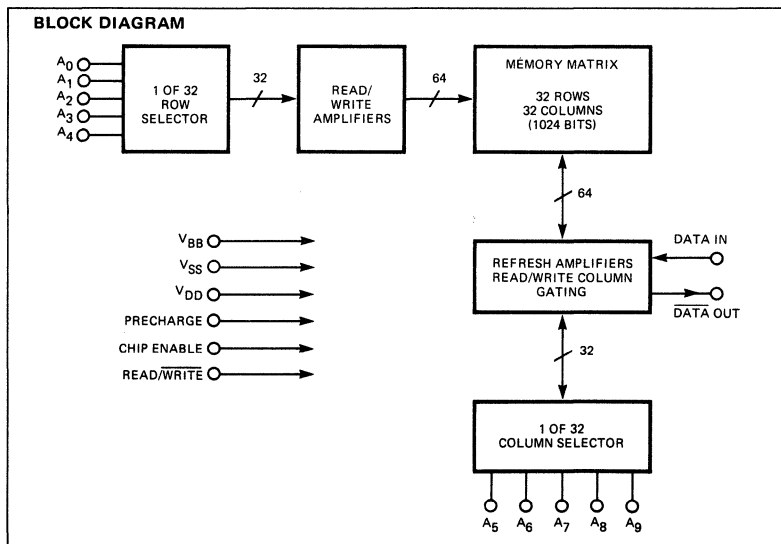 BLOCK DIAGRAM
A0
A1
A2
A3
A4
1 OF 32
ROW
SELECTOR
32
READ/
WRITE
AMPLIFIERS
64
MEMORY MATRIX
32 ROWS
32 COLUMNS
(1024 BITS)
64
VBB
VSS
VDD
PRECHARGE
CHIP ENABLE
READ/WRITE
REFRESH AMPLIFIERS
READ/WRITE COLUMN
GATING
DATA IN
DATA OUT
32
1 OF 32
COLUMN SELECTOR
A5 A6 A7 A8 A9